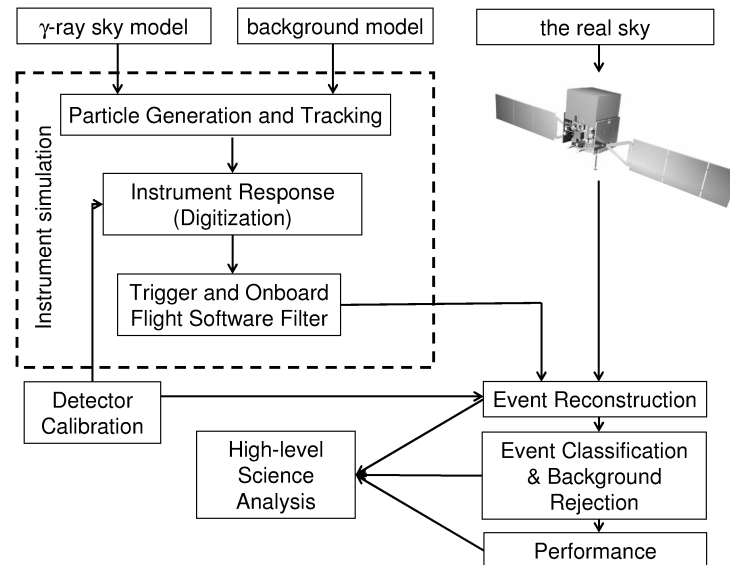 γ-ray sky model
background model
the real sky
Particle Generation and Tracking
Instrument simulation
Instrument Response
(Digitization)
Trigger and Onboard
Flight Software Filter
Detector
Calibration
Event Reconstruction
High-level
Science
Analysis
Event Classification
& Background
Rejection
Performance